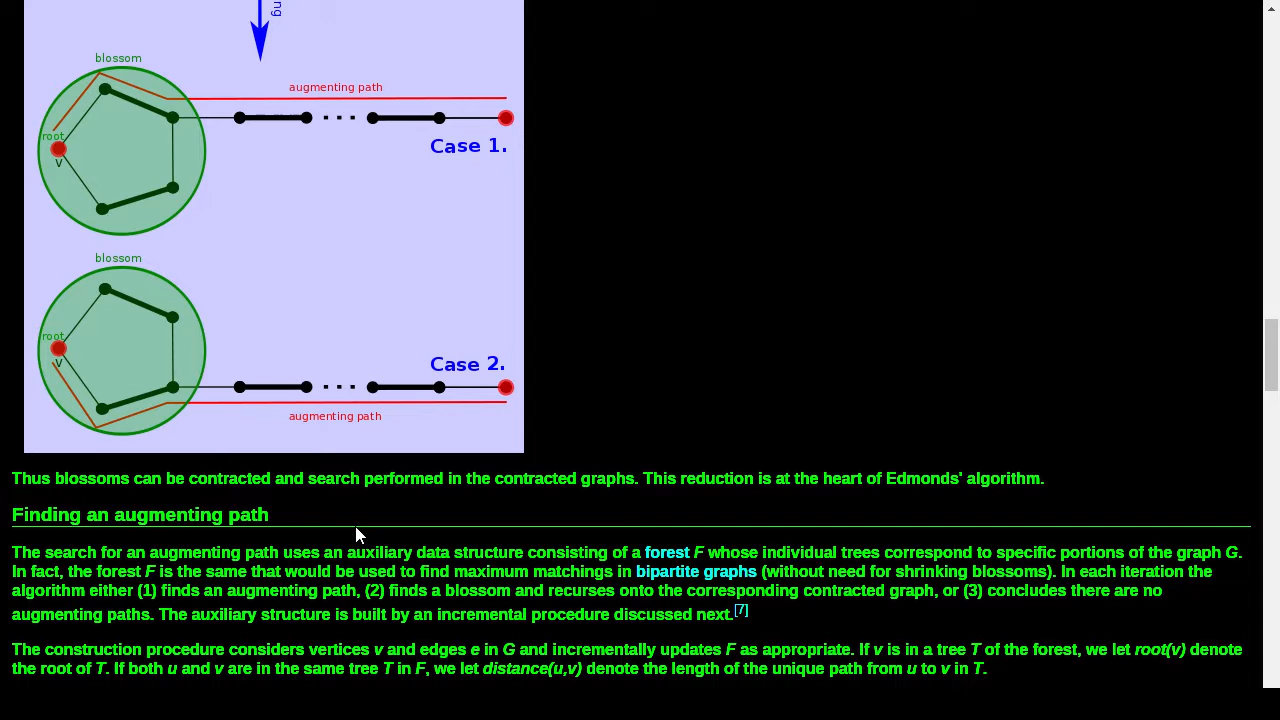 ng
blossom
augmenting path
root
v
Case 1.
blossom
root
v
Case 2.
augmenting path
Thus blossoms can be contracted and search performed in the contracted graphs. This reduction is at the heart of Edmonds' algorithm.
Finding an augmenting path
The search for an augmenting path uses an auxiliary data structure consisting of a forest F whose individual trees correspond to specific portions of the graph G.
In fact, the forest F is the same that would be used to find maximum matchings in bipartite graphs (without need for shrinking blossoms). In each iteration the
algorithm either (1) finds an augmenting path, (2) finds a blossom and recurses onto the corresponding contracted graph, or (3) concludes there are no
augmenting paths. The auxiliary structure is built by an incremental procedure discussed next.[7]
The construction procedure considers vertices v and edges e in G and incrementally updates F as appropriate. If v is in a tree T of the forest, we let root(v) denote
the root of T. If both u and v are in the same tree T in F, we let distance(u,v) denote the length of the unique path from u to v in T.